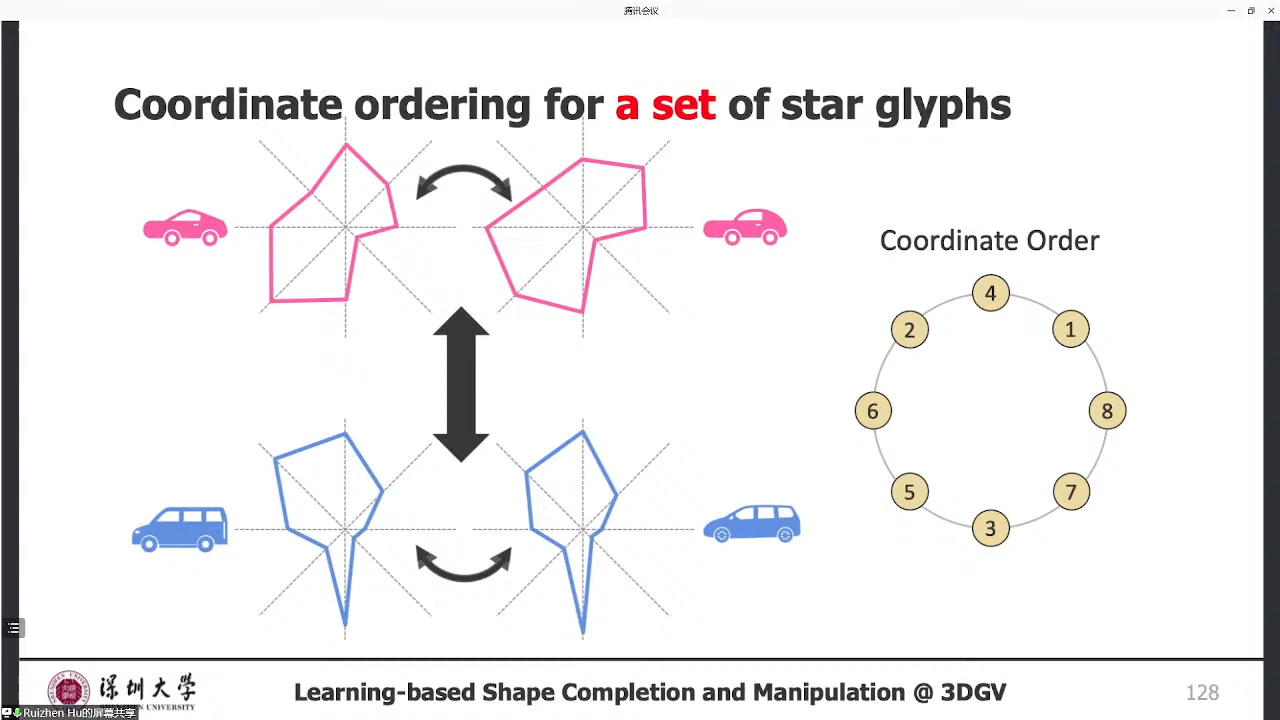 腾讯会议
Coordinate ordering for a set of star glyphs
Coordinate Order
4
2
1
6
8
5
7
3
深圳大学
SHENZHEN UNIVERSITY
Learning-based Shape Completion and Manipulation @ 3DGV
128
Ruizhen Hu的屏幕共享